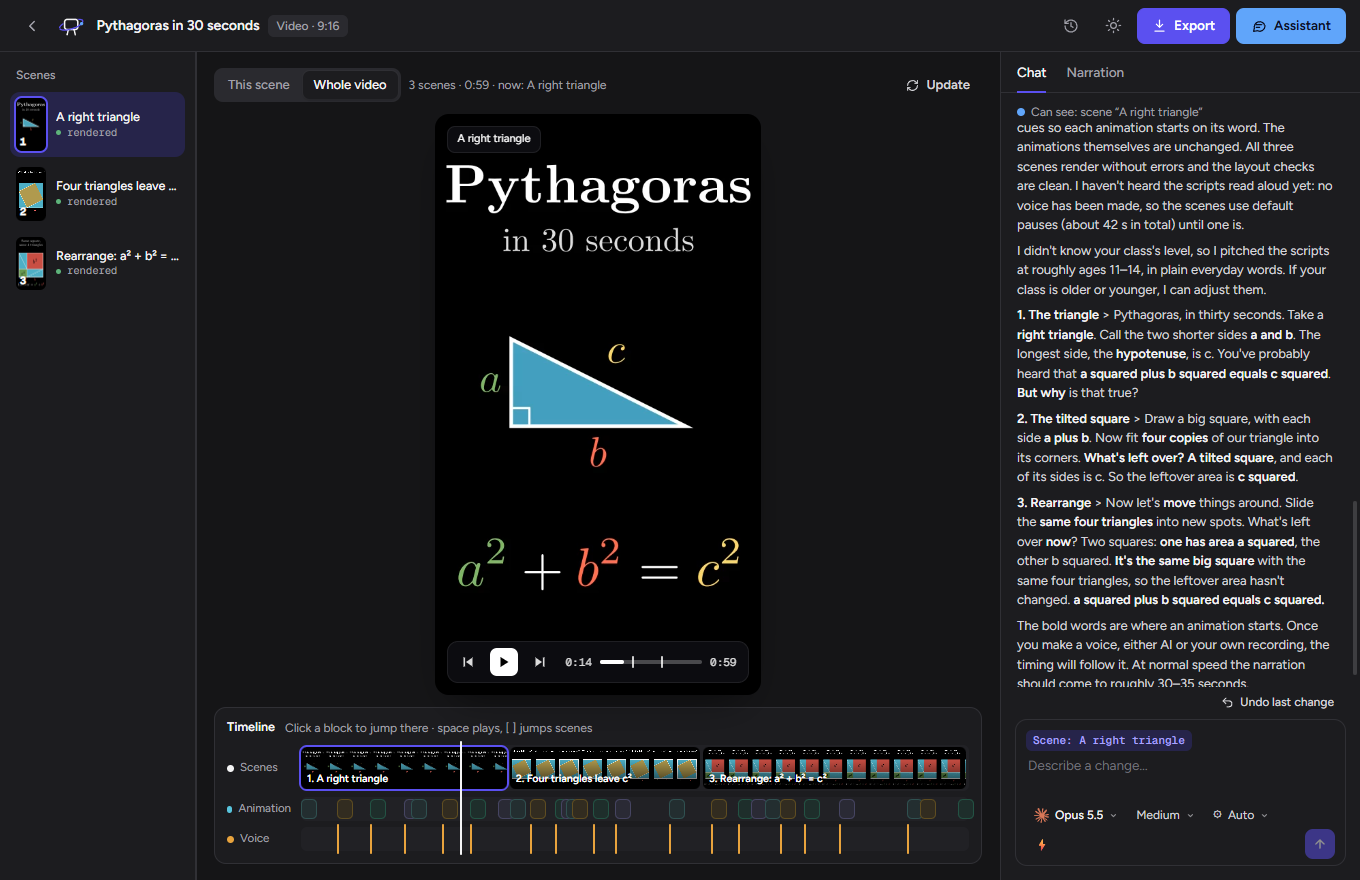 Pythagoras in 30 seconds
Video · 9:16
Export
Assistant
Scenes
A right triangle
rendered
1
Four triangles leave ...
rendered
2
Rearrange: a² + b² = ...
rendered
3
This scene
Whole video
3 scenes · 0:59 · now: A right triangle
Update
A right triangle
Pythagoras
in 30 seconds
a
c
b
a² + b² = c²
0:14
0:59
Timeline
Click a block to jump there · space plays, [ ] jumps scenes
Scenes
1. A right triangle
2. Four triangles leave c²
3. Rearrange: a² + b² = c²
Animation
Voice
Chat
Narration
Can see: scene “A right triangle”
cues so each animation starts on its word. The
animations themselves are unchanged. All three
scenes render without errors and the layout checks
are clean. I haven't heard the scripts read aloud yet: no
voice has been made, so the scenes use default
pauses (about 42 s in total) until one is.
I didn't know your class's level, so I pitched the scripts
at roughly ages 11–14, in plain everyday words. If your
class is older or younger, I can adjust them.
1. The triangle > Pythagoras, in thirty seconds. Take a
right triangle. Call the two shorter sides a and b. The
longest side, the hypotenuse, is c. You've probably
heard that a squared plus b squared equals c squared.
But why is that true?
2. The tilted square > Draw a big square, with each
side a plus b. Now fit four copies of our triangle into
its corners. What's left over? A tilted square, and each
of its sides is c. So the leftover area is c squared.
3. Rearrange > Now let's move things around. Slide
the same four triangles into new spots. What's left
over now? Two squares: one has area a squared, the
other b squared. It's the same big square with the
same four triangles, so the leftover area hasn't
changed. a squared plus b squared equals c squared.
The bold words are where an animation starts. Once
you make a voice, either AI or your own recording, the
timing will follow it. At normal speed the narration
should come to roughly 30–35 seconds.
Undo last change
Scene: A right triangle
Describe a change...
Opus 5.5
Medium
Auto